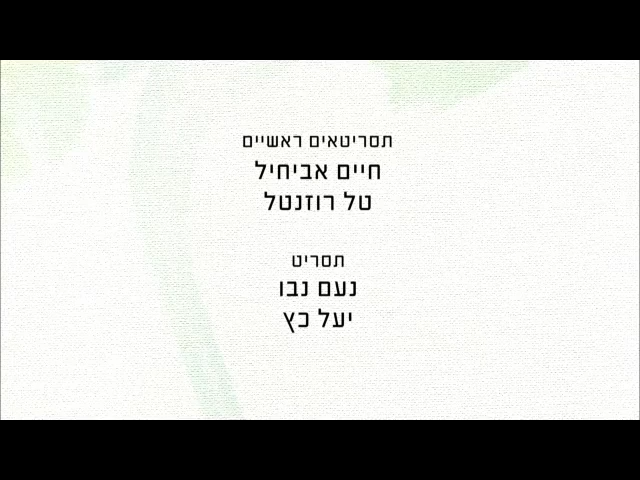 תסריטאים ראשיים
חיים אביחיל
טל רוזנטל
תסריט
נעם נבו
יעל כץ